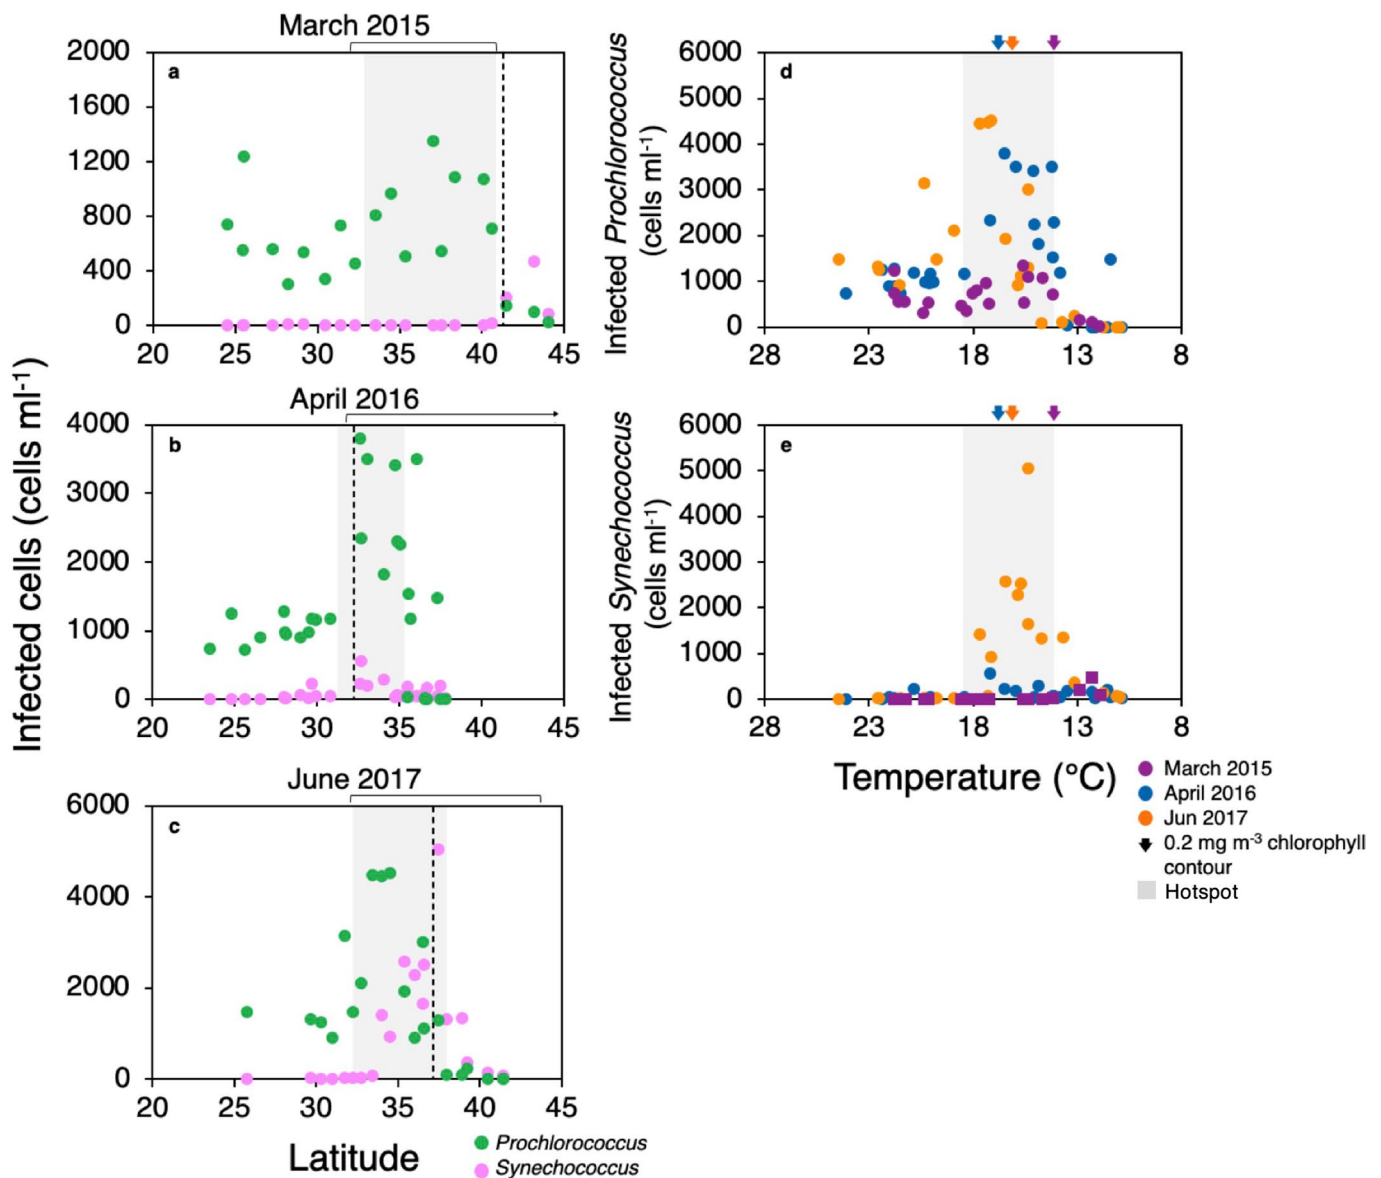 Infected cells (cells ml-1)
March 2015
a
2000
1600
1200
800
400
0
20 25 30 35 40 45
April 2016
b
4000
3000
2000
1000
0
20 25 30 35 40 45
June 2017
c
6000
4000
2000
0
20 25 30 35 40 45
Latitude
Prochlorococcus
Synechococcus
Infected Prochlorococcus
(cells ml-1)
d
6000
5000
4000
3000
2000
1000
0
28 23 18 13 8
Infected Synechococcus
(cells ml-1)
e
6000
5000
4000
3000
2000
1000
0
28 23 18 13 8
Temperature (°C)
March 2015
April 2016
Jun 2017
0.2 mg m-3 chlorophyll
contour
Hotspot